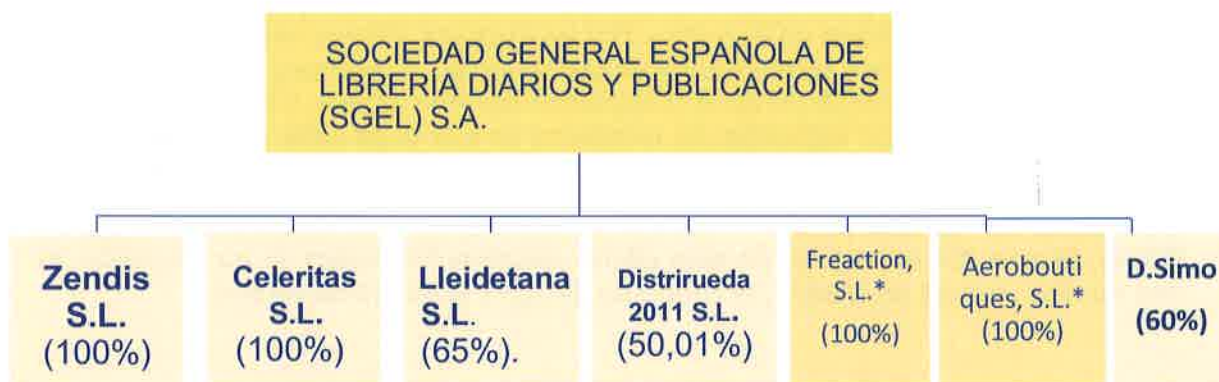 SOCIEDAD GENERAL ESPAÑOLA DE
LIBRERÍA DIARIOS Y PUBLICACIONES
(SGEL) S.A.
Zendis
S.L.
(100%)
Celeritas
S.L.
(100%)
Lleidetana
S.L.
(65%).
Distrirueda
2011 S.L.
(50,01%)
Freaction,
S.L.*
(100%)
Aerobouti
ques, S.L.*
(100%)
D.Simo
(60%)